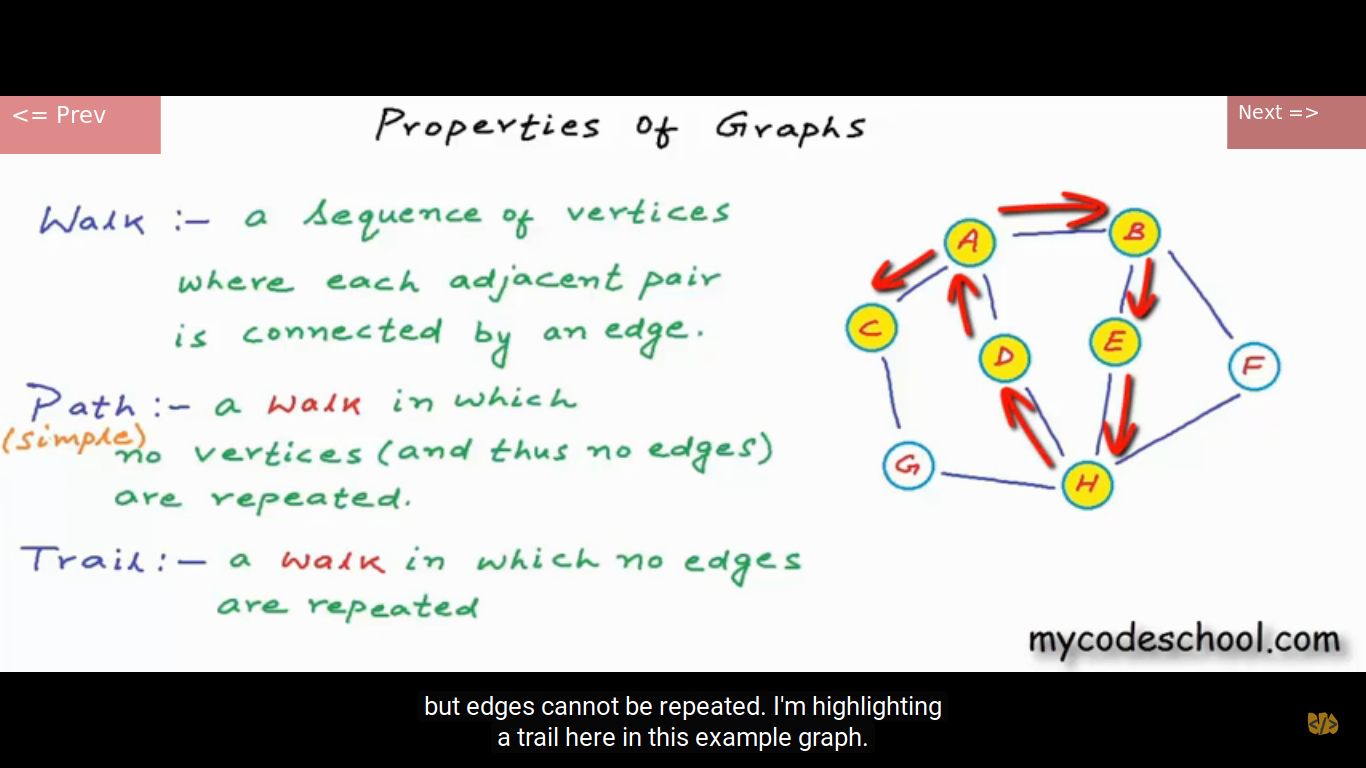 <= Prev
Properties of Graphs
Next =>
Walk :- a sequence of vertices
where each adjacent pair
is connected by an edge.
Path :- a walk in which
(simple)
no vertices (and thus no edges)
are repeated.
Trail :- a walk in which no edges
are repeated
A
B
C
D
E
F
G
H
mycodeschool.com
but edges cannot be repeated. I'm highlighting
a trail here in this example graph.